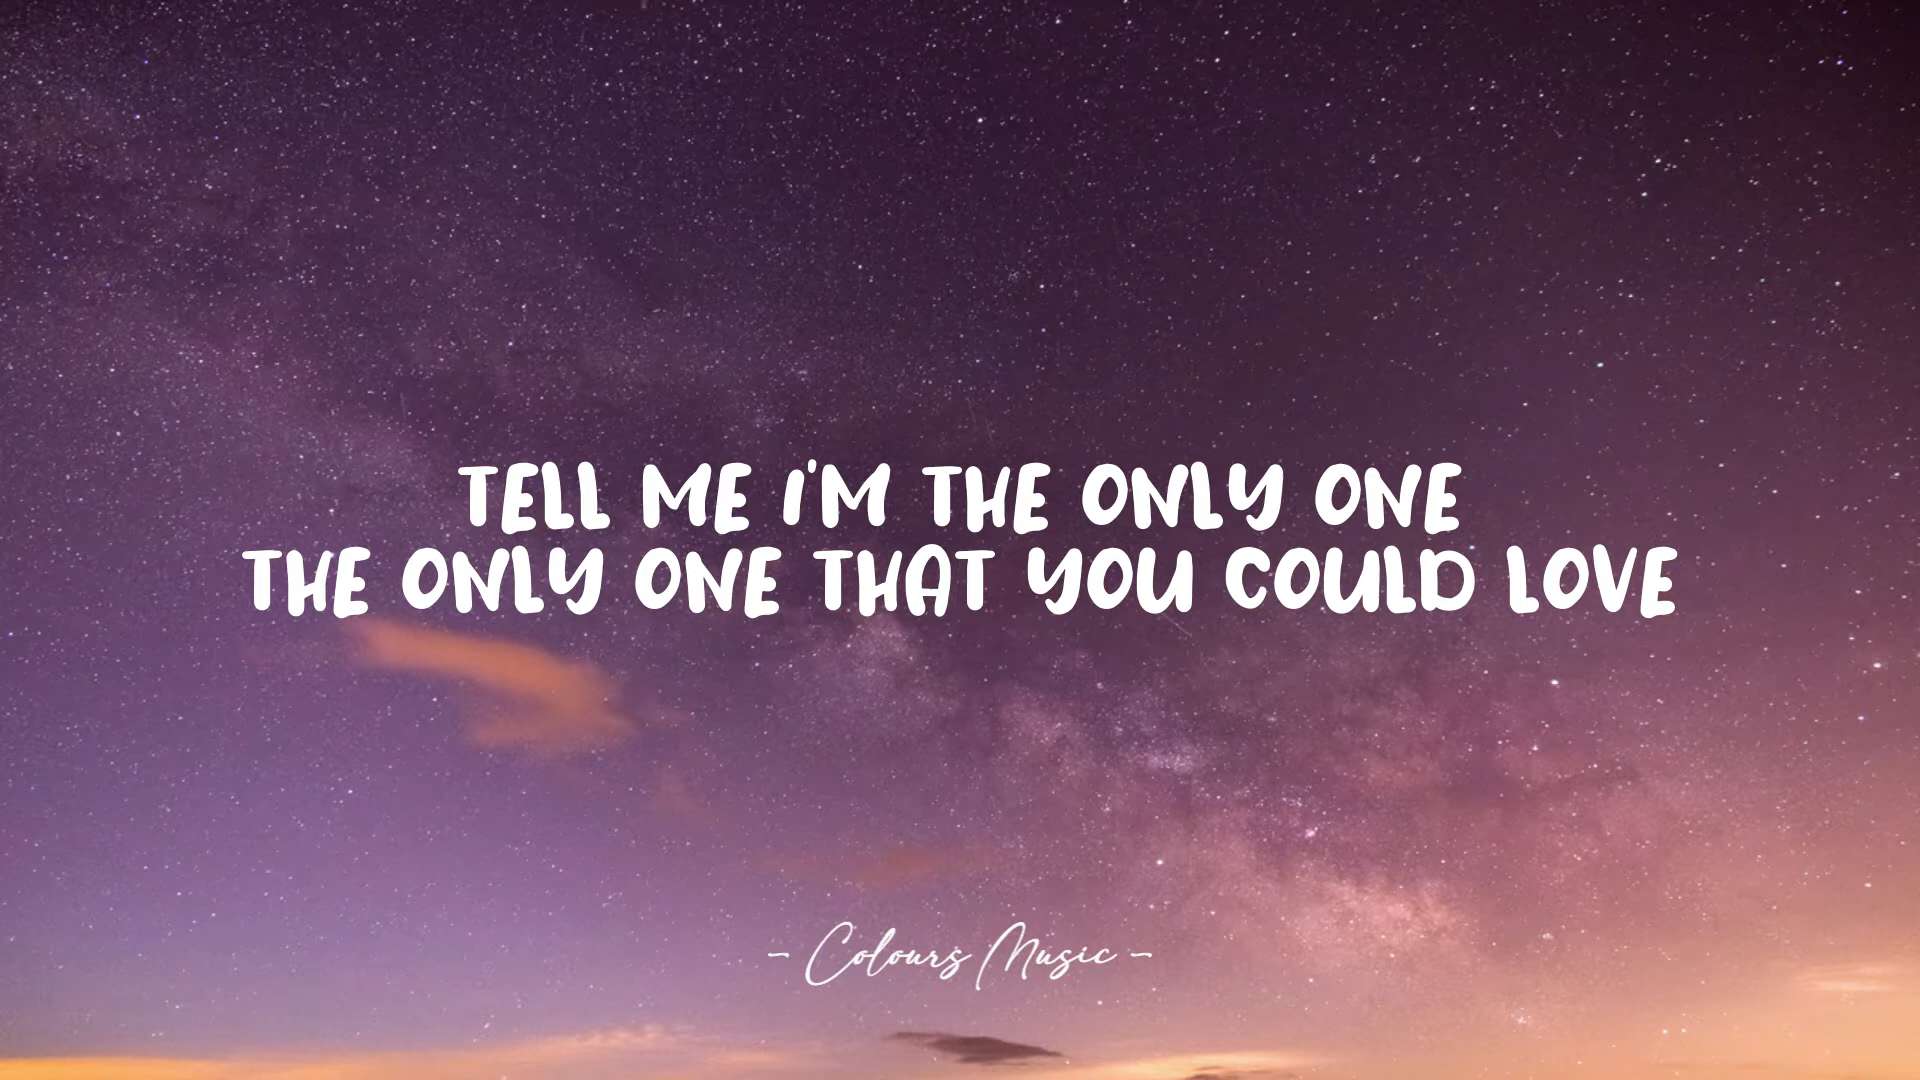 TELL ME I'M THE ONLY ONE
THE ONLY ONE THAT YOU COULD LOVE
- Colours Music -